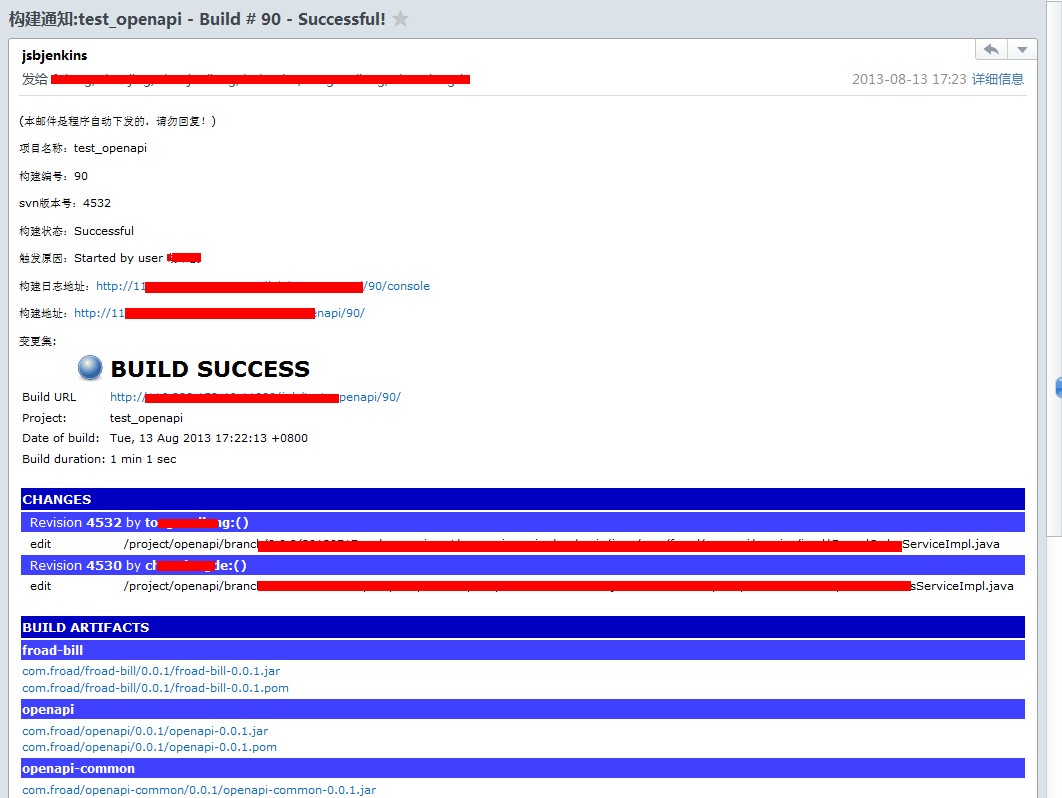 构建通知:test_openapi - Build # 90 - Successful!
jsbjenkins
发给
2013-08-13 17:23 详细信息
(本邮件是程序自动下发的，请勿回复！)
项目名称：test_openapi
构建编号：90
svn版本号：4532
构建状态：Successful
触发原因：Started by user
构建日志地址：http://11 /90/console
构建地址：http://11 enapi/90/
变更集:
BUILD SUCCESS
Build URL http:// penapi/90/
Project: test_openapi
Date of build: Tue, 13 Aug 2013 17:22:13 +0800
Build duration: 1 min 1 sec
CHANGES
Revision 4532 by to ng:()
edit /project/openapi/branc ServiceImpl.java
Revision 4530 by ch de:()
edit /project/openapi/branc sServiceImpl.java
BUILD ARTIFACTS
froad-bill
com.froad/froad-bill/0.0.1/froad-bill-0.0.1.jar
com.froad/froad-bill/0.0.1/froad-bill-0.0.1.pom
openapi
com.froad/openapi/0.0.1/openapi-0.0.1.jar
com.froad/openapi/0.0.1/openapi-0.0.1.pom
openapi-common
com.froad/openapi-common/0.0.1/openapi-common-0.0.1.jar